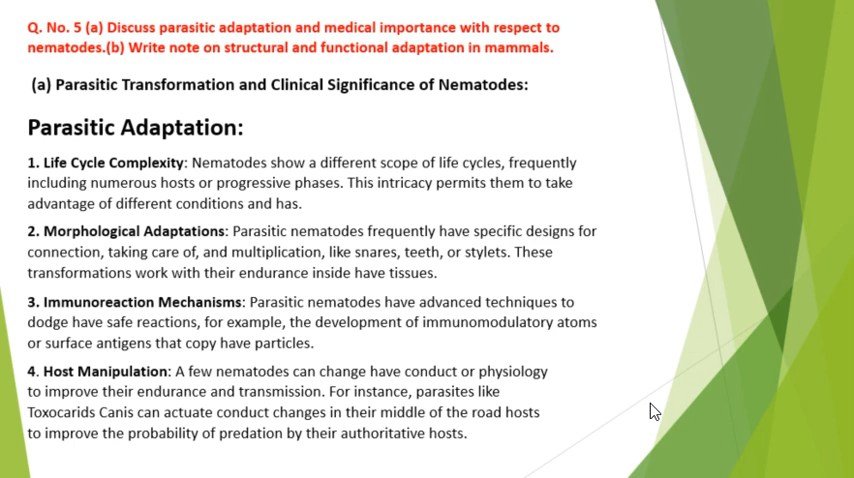 Q. No. 5 (a) Discuss parasitic adaptation and medical importance with respect to
nematodes.(b) Write note on structural and functional adaptation in mammals.
(a) Parasitic Transformation and Clinical Significance of Nematodes:
Parasitic Adaptation:
1. Life Cycle Complexity: Nematodes show a different scope of life cycles, frequently
including numerous hosts or progressive phases. This intricacy permits them to take
advantage of different conditions and has.
2. Morphological Adaptations: Parasitic nematodes frequently have specific designs for
connection, taking care of, and multiplication, like snares, teeth, or stylets. These
transformations work with their endurance inside have tissues.
3. Immunoreaction Mechanisms: Parasitic nematodes have advanced techniques to
dodge have safe reactions, for example, the development of immunomodulatory atoms
or surface antigens that copy have particles.
4. Host Manipulation: A few nematodes can change have conduct or physiology
to improve their endurance and transmission. For instance, parasites like
Toxocarids Canis can actuate conduct changes in their middle of the road hosts
to improve the probability of predation by their authoritative hosts.